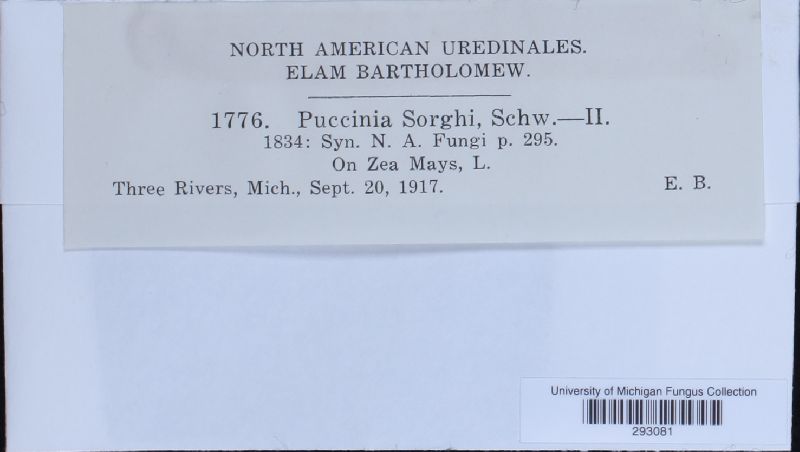 NORTH AMERICAN UREDINALES.
ELAM BARTHOLOMEW.
1776. Puccinia Sorghi, Schw.—II.
1834: Syn. N. A. Fungi p. 295.
On Zea Mays, L.
Three Rivers, Mich., Sept. 20, 1917. E. B.
University of Michigan Fungus Collection
293081